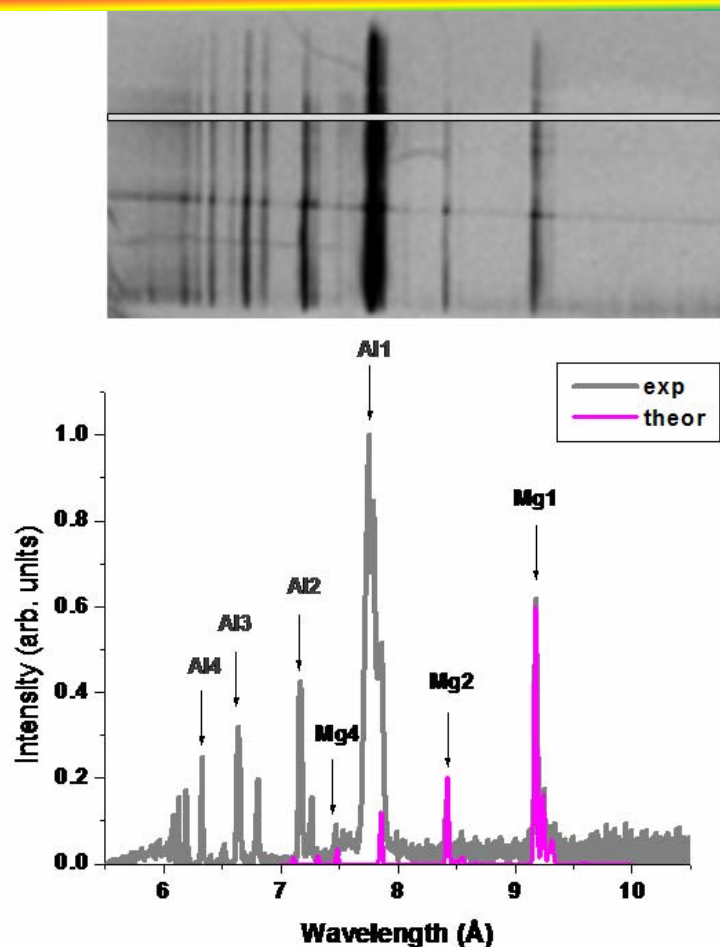 Al1
exp
theor
1.0
Mg1
0.8
Al2
0.6
Al3
Mg2
Al4
Mg4
0.4
0.2
0.0
Intensity (arb. units)
6 7 8 9 10
Wavelength (Å)